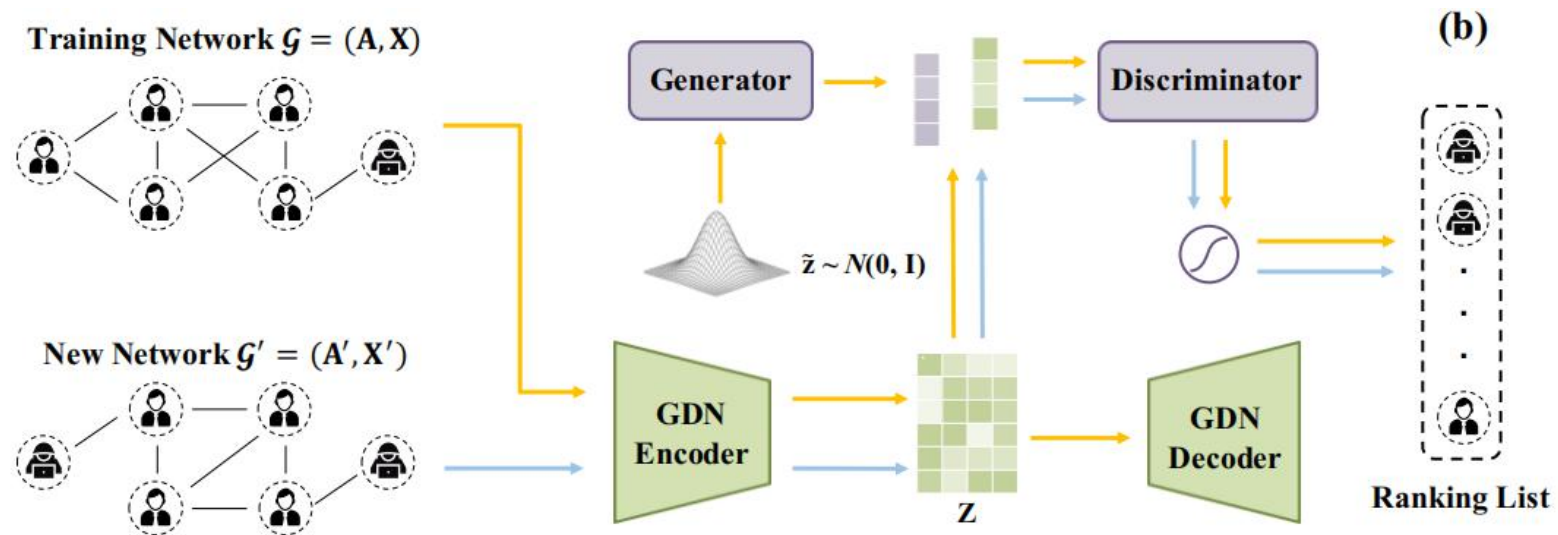 (b)
Training Network 𝓖 = (A, X)
Generator
Discriminator
z̃ ~ N(0, I)
New Network 𝓖′ = (A′, X′)
GDN
Encoder
GDN
Decoder
Z
Ranking List